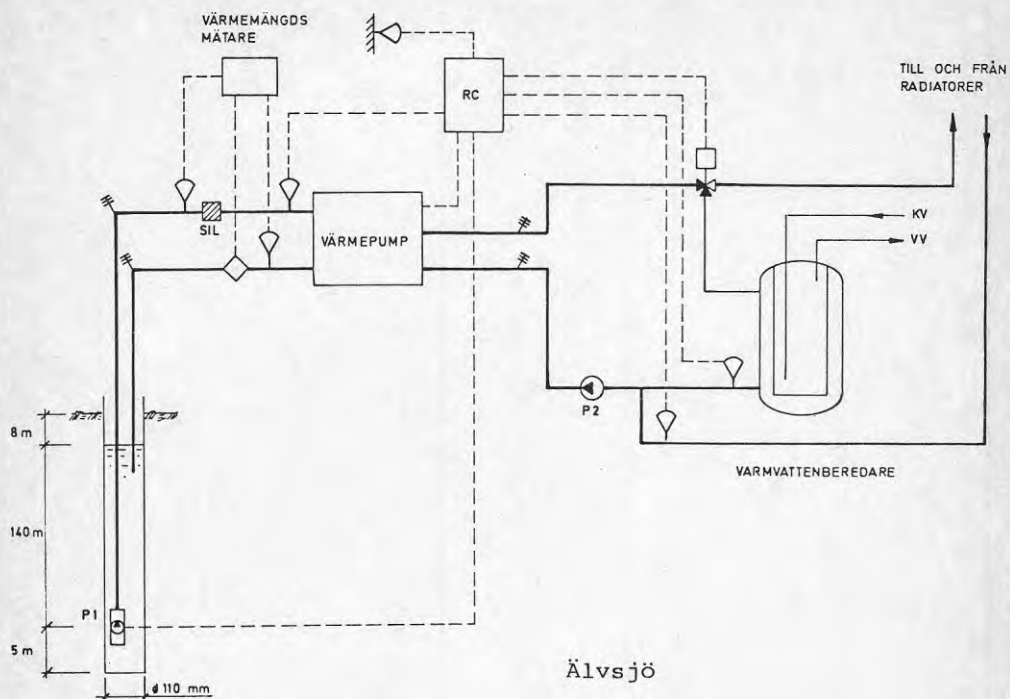 VÄRMEMÄNGDS
MÄTARE
RC
TILL OCH FRÅN
RADIATORER
SIL
VÄRMEPUMP
KV
VV
P2
8 m
VARMVATTENBEREDARE
140 m
P1
5 m
Älvsjö
ø 110 mm